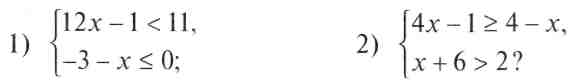 1) { 12x − 1 < 11,
−3 − x ≤ 0;
2) { 4x − 1 ≥ 4 − x,
x + 6 > 2?